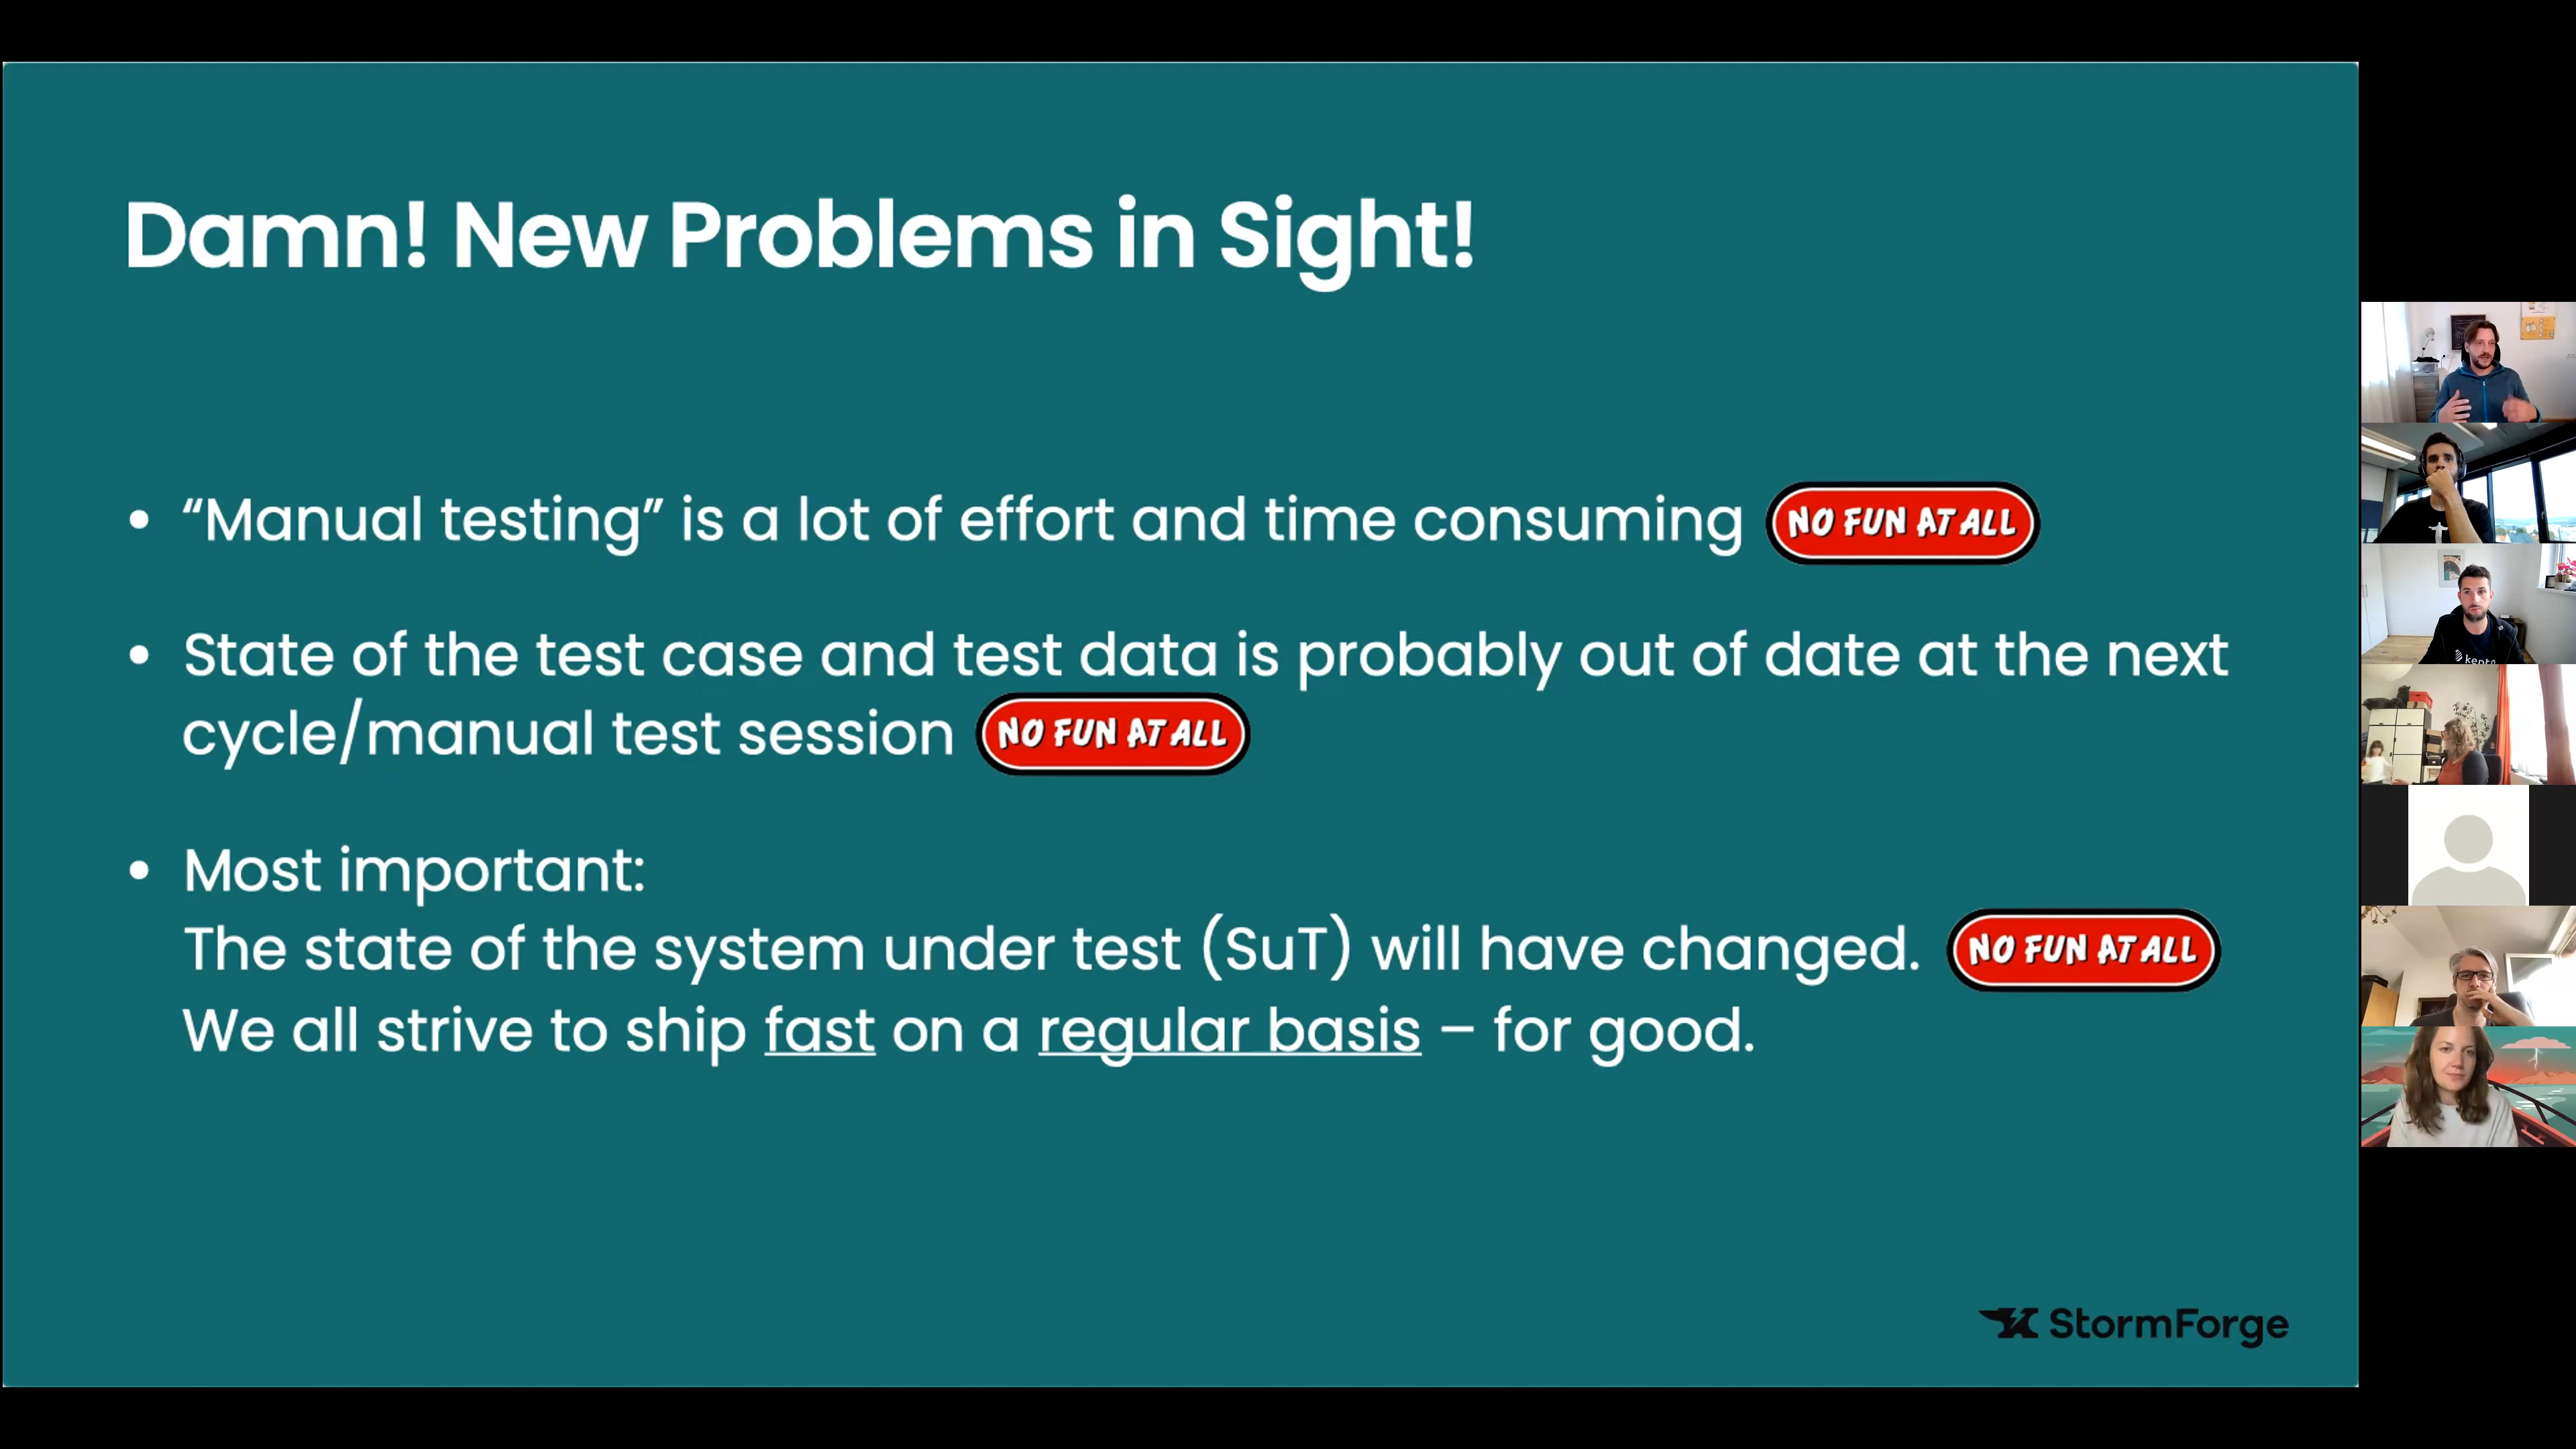 Damn! New Problems in Sight!
• “Manual testing” is a lot of effort and time consuming NO FUN AT ALL
• State of the test case and test data is probably out of date at the next
cycle/manual test session NO FUN AT ALL
• Most important:
The state of the system under test (SuT) will have changed. NO FUN AT ALL
We all strive to ship fast on a regular basis – for good.
StormForge